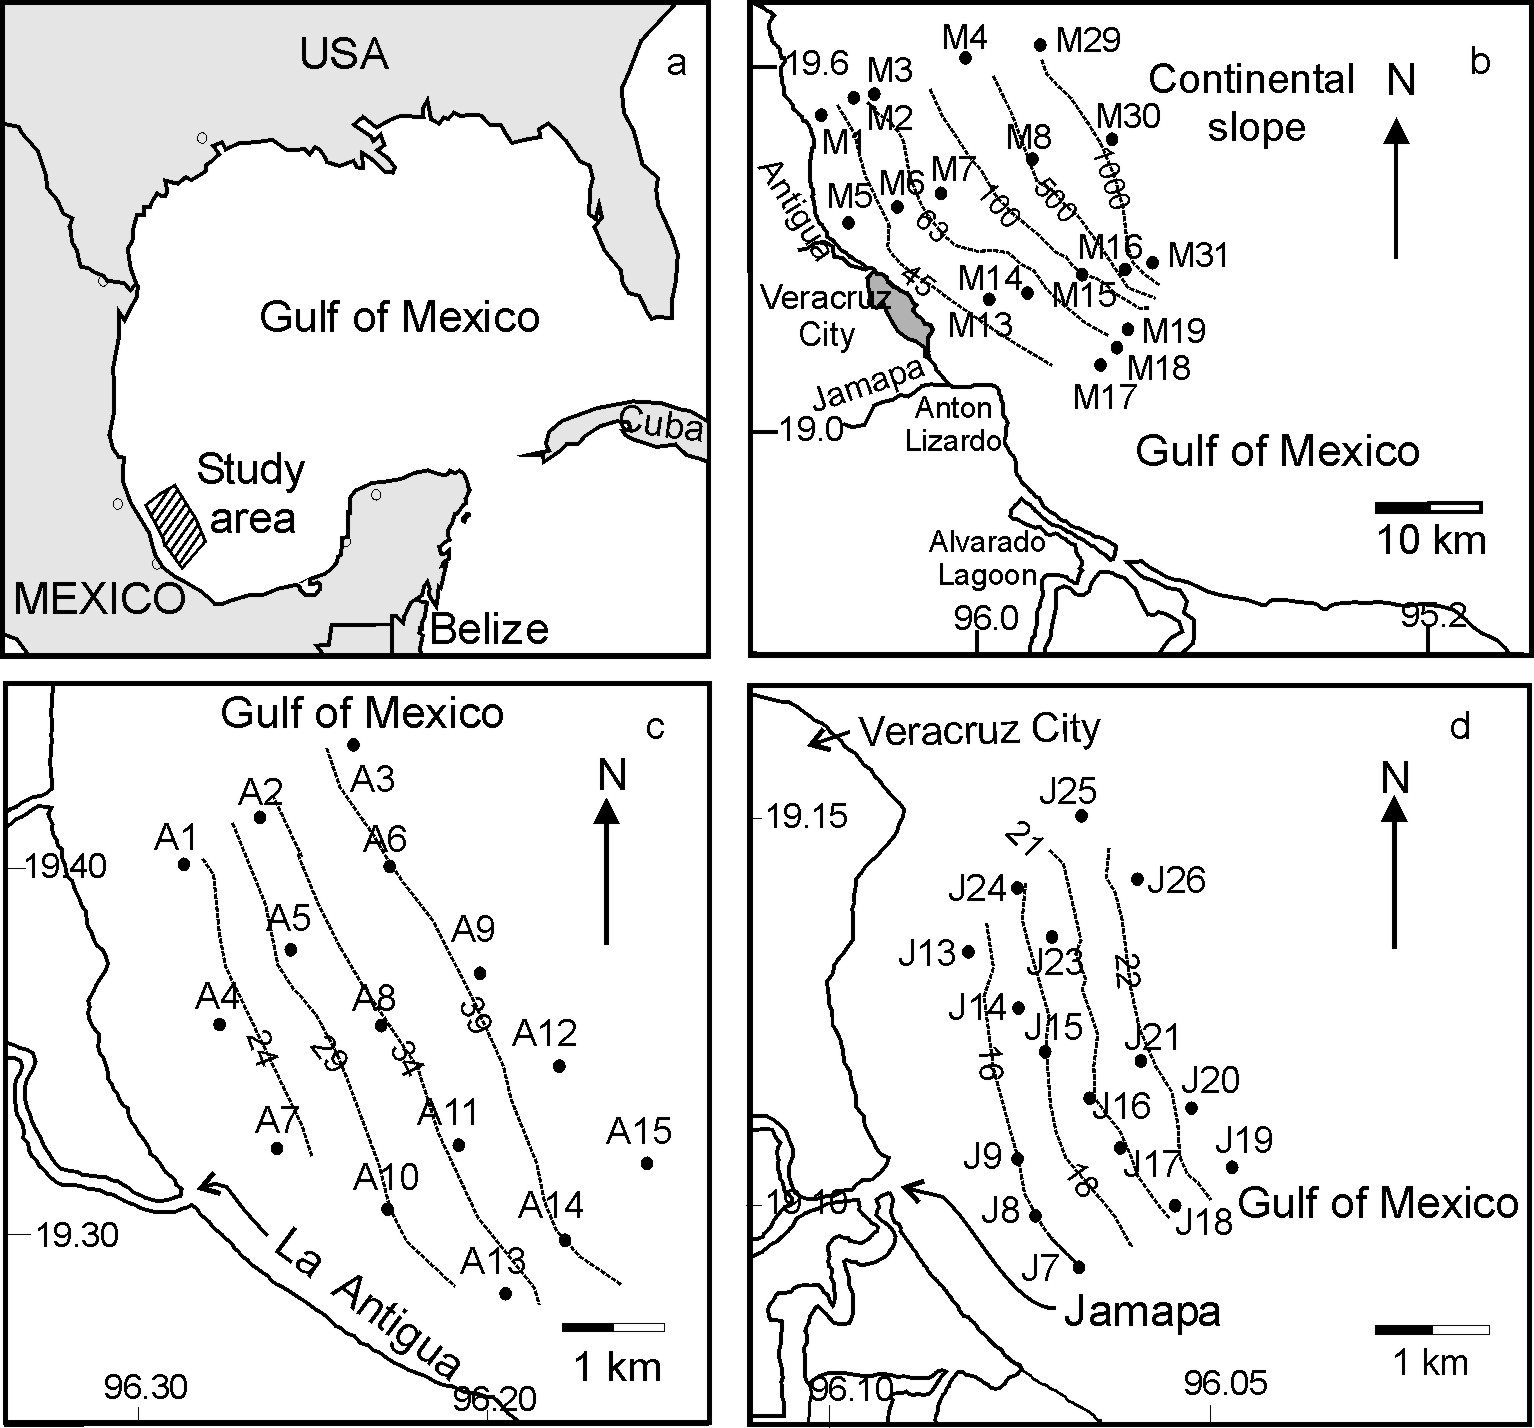 USA
a
Gulf of Mexico
Cuba
Study
area
MEXICO
Belize
M4
M29
b
19.6
M3
Continental
N
slope
M2
M30
M1
M8
1000
Antigua
M6
M7
M5
100
500
63
M16
M31
45
M14
M15
Veracruz
City
M13
M19
M18
Jamapa
M17
Anton
Lizardo
19.0
Gulf of Mexico
10 km
Alvarado
Lagoon
96.0
95.2
Gulf of Mexico
c
A3
N
A2
A1
A6
19.40
A5
A9
A4
A8
39
A12
24
29
34
A7
A11
A15
A10
A14
19.30
La Antigua
A13
1 km
96.30
96.20
Veracruz City
d
N
J25
19.15
21
J24
J26
J13
J23
22
J14
J15
J21
16
J20
J16
J9
J17
J19
18
19.10
J8
J18
Gulf of Mexico
J7
Jamapa
1 km
96.10
96.05